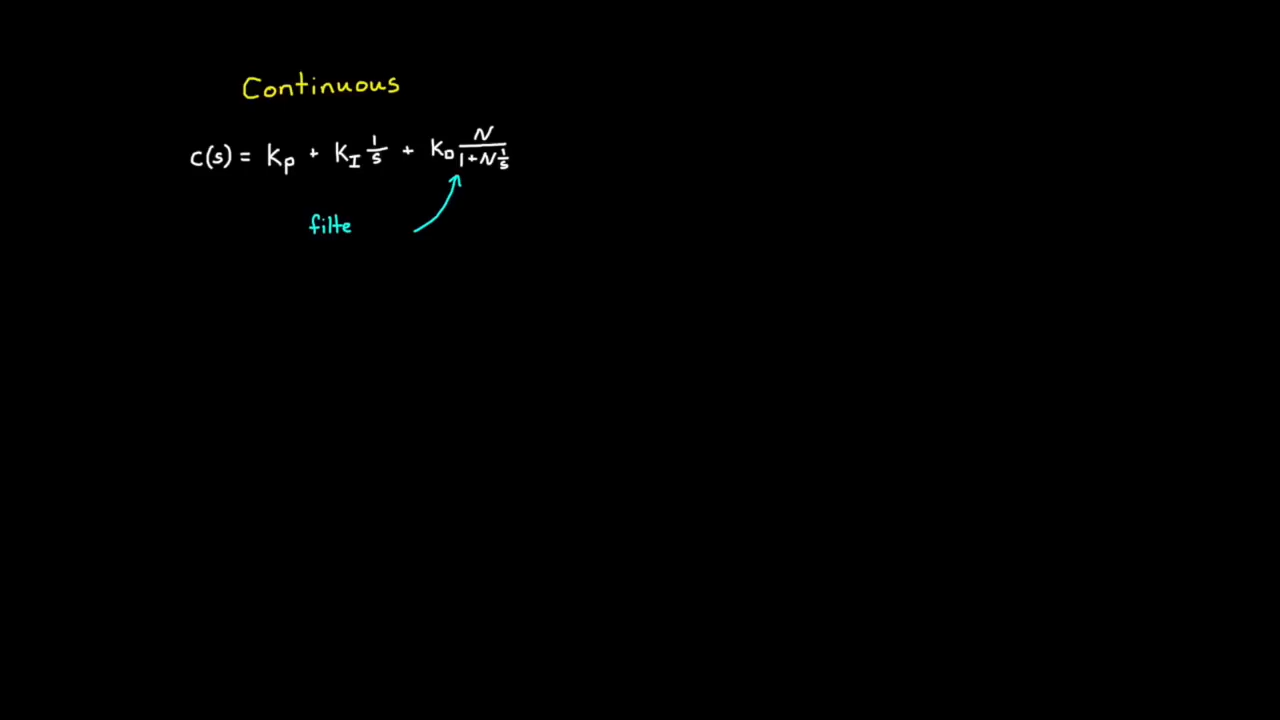 Continuous
C(s) = Kp + KI 1/s + KD N/(1+N 1/s)
filte